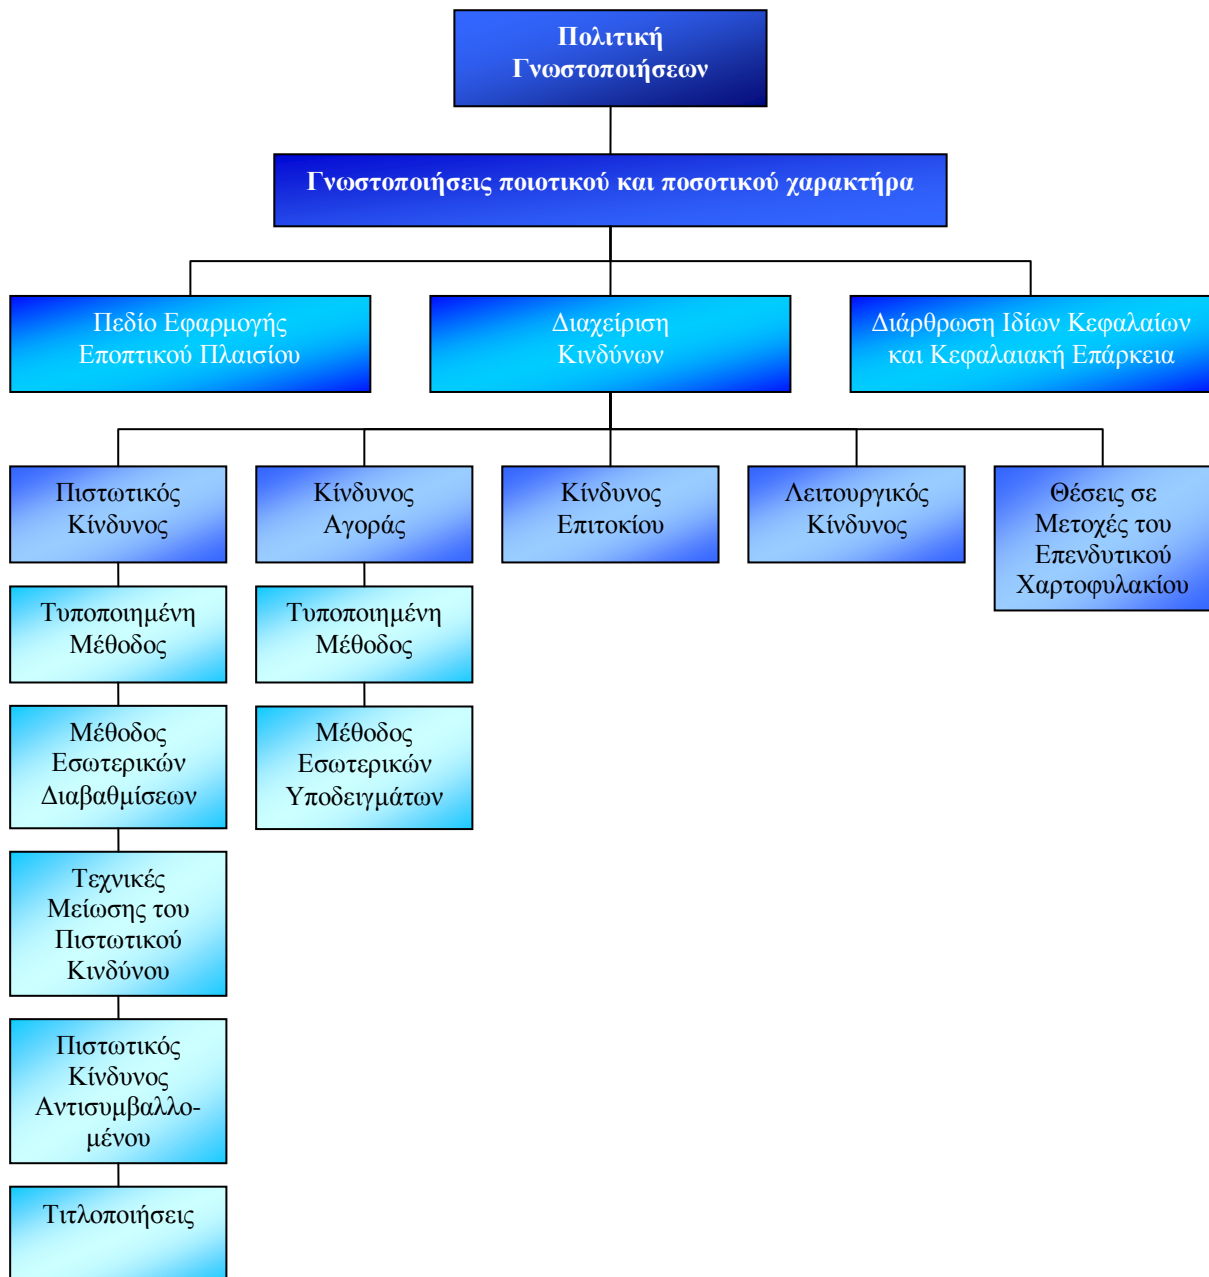 Πολιτική
Γνωστοποιήσεων
Γνωστοποιήσεις ποιοτικού και ποσοτικού χαρακτήρα
Πεδίο Εφαρμογής
Εποπτικού Πλαισίου
Διαχείριση
Κινδύνων
Διάρθρωση Ιδίων Κεφαλαίων
και Κεφαλαιακή Επάρκεια
Πιστωτικός
Κίνδυνος
Κίνδυνος
Αγοράς
Κίνδυνος
Επιτοκίου
Λειτουργικός
Κίνδυνος
Θέσεις σε
Μετοχές του
Επενδυτικού
Χαρτοφυλακίου
Τυποποιημένη
Μέθοδος
Τυποποιημένη
Μέθοδος
Μέθοδος
Εσωτερικών
Διαβαθμίσεων
Μέθοδος
Εσωτερικών
Υποδειγμάτων
Τεχνικές
Μείωσης του
Πιστωτικού
Κινδύνου
Πιστωτικός
Κίνδυνος
Αντισυμβαλλο-
μένου
Τιτλοποιήσεις